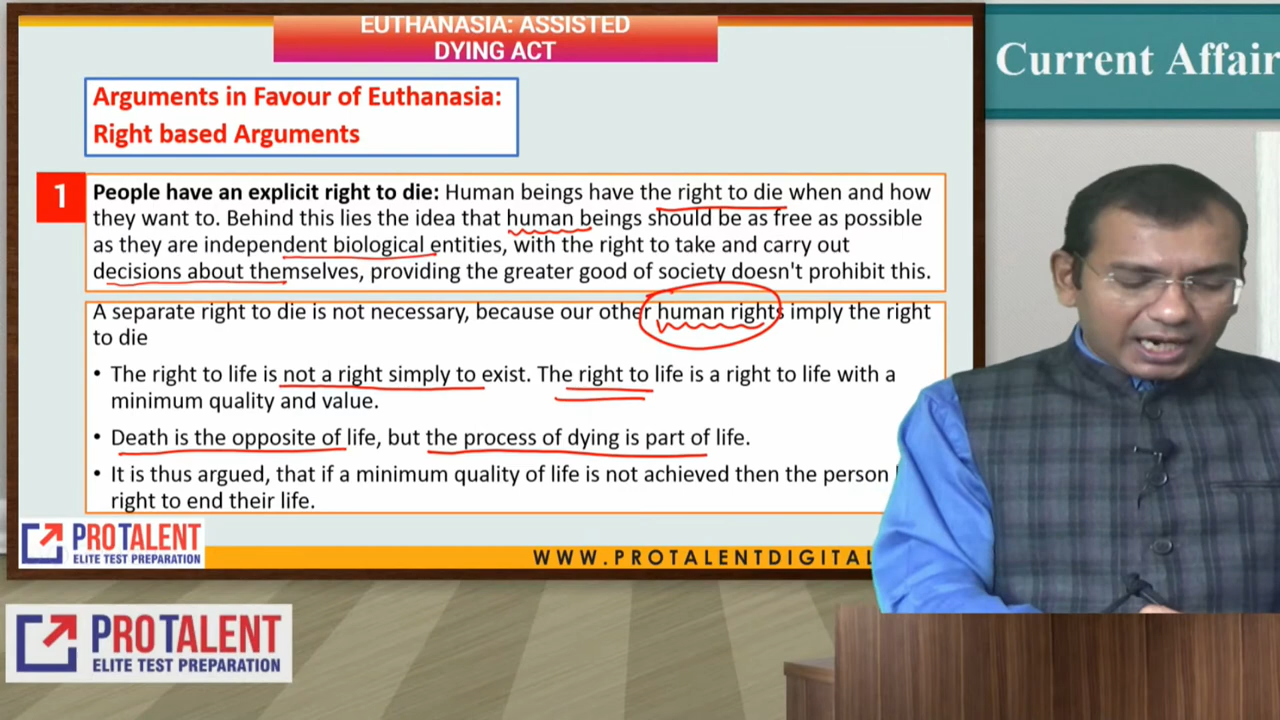 EUTHANASIA: ASSISTED
DYING ACT
Current Affair
Arguments in Favour of Euthanasia:
Right based Arguments
1
People have an explicit right to die: Human beings have the right to die when and how
they want to. Behind this lies the idea that human beings should be as free as possible
as they are independent biological entities, with the right to take and carry out
decisions about themselves, providing the greater good of society doesn't prohibit this.
A separate right to die is not necessary, because our other human rights imply the right
to die
• The right to life is not a right simply to exist. The right to life is a right to life with a
minimum quality and value.
• Death is the opposite of life, but the process of dying is part of life.
• It is thus argued, that if a minimum quality of life is not achieved then the person
right to end their life.
PROTALENT
ELITE TEST PREPARATION
WWW.PROTALENTDIGITAL
PROTALENT
ELITE TEST PREPARATION